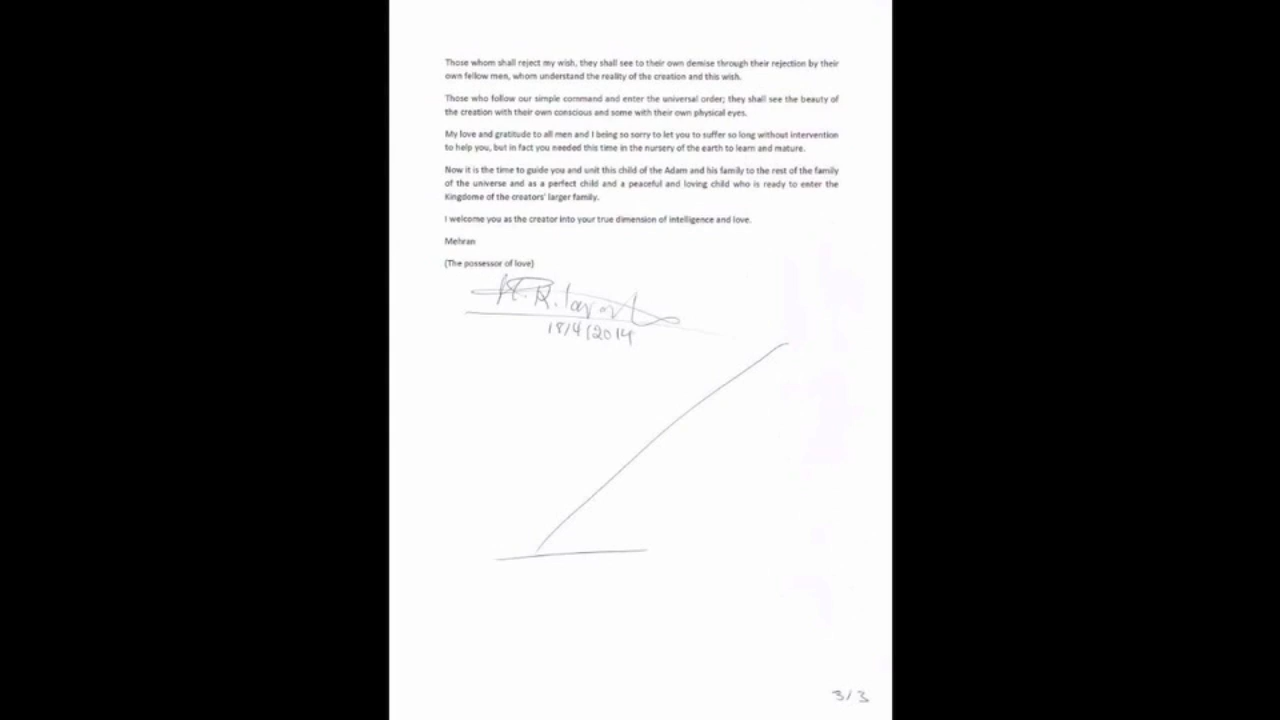 Those whom shall reject my wish, they shall see to their own demise through their rejection by their
own fellow men, whom understand the reality of the creation and this wish.
Those who follow our simple command and enter the universal order; they shall see the beauty of
the creation with their own conscious and some with their own physical eyes.
My love and gratitude to all men and I being so sorry to let you to suffer so long without intervention
to help you, but in fact you needed this time in the nursery of the earth to learn and mature.
Now it is the time to guide you and unit this child of the Adam and his family to the rest of the family
of the universe and as a perfect child and a peaceful and loving child who is ready to enter the
Kingdome of the creators' larger family.
I welcome you as the creator into your true dimension of intelligence and love.
Mehran
(The possessor of love)
18/4/2014
3/3